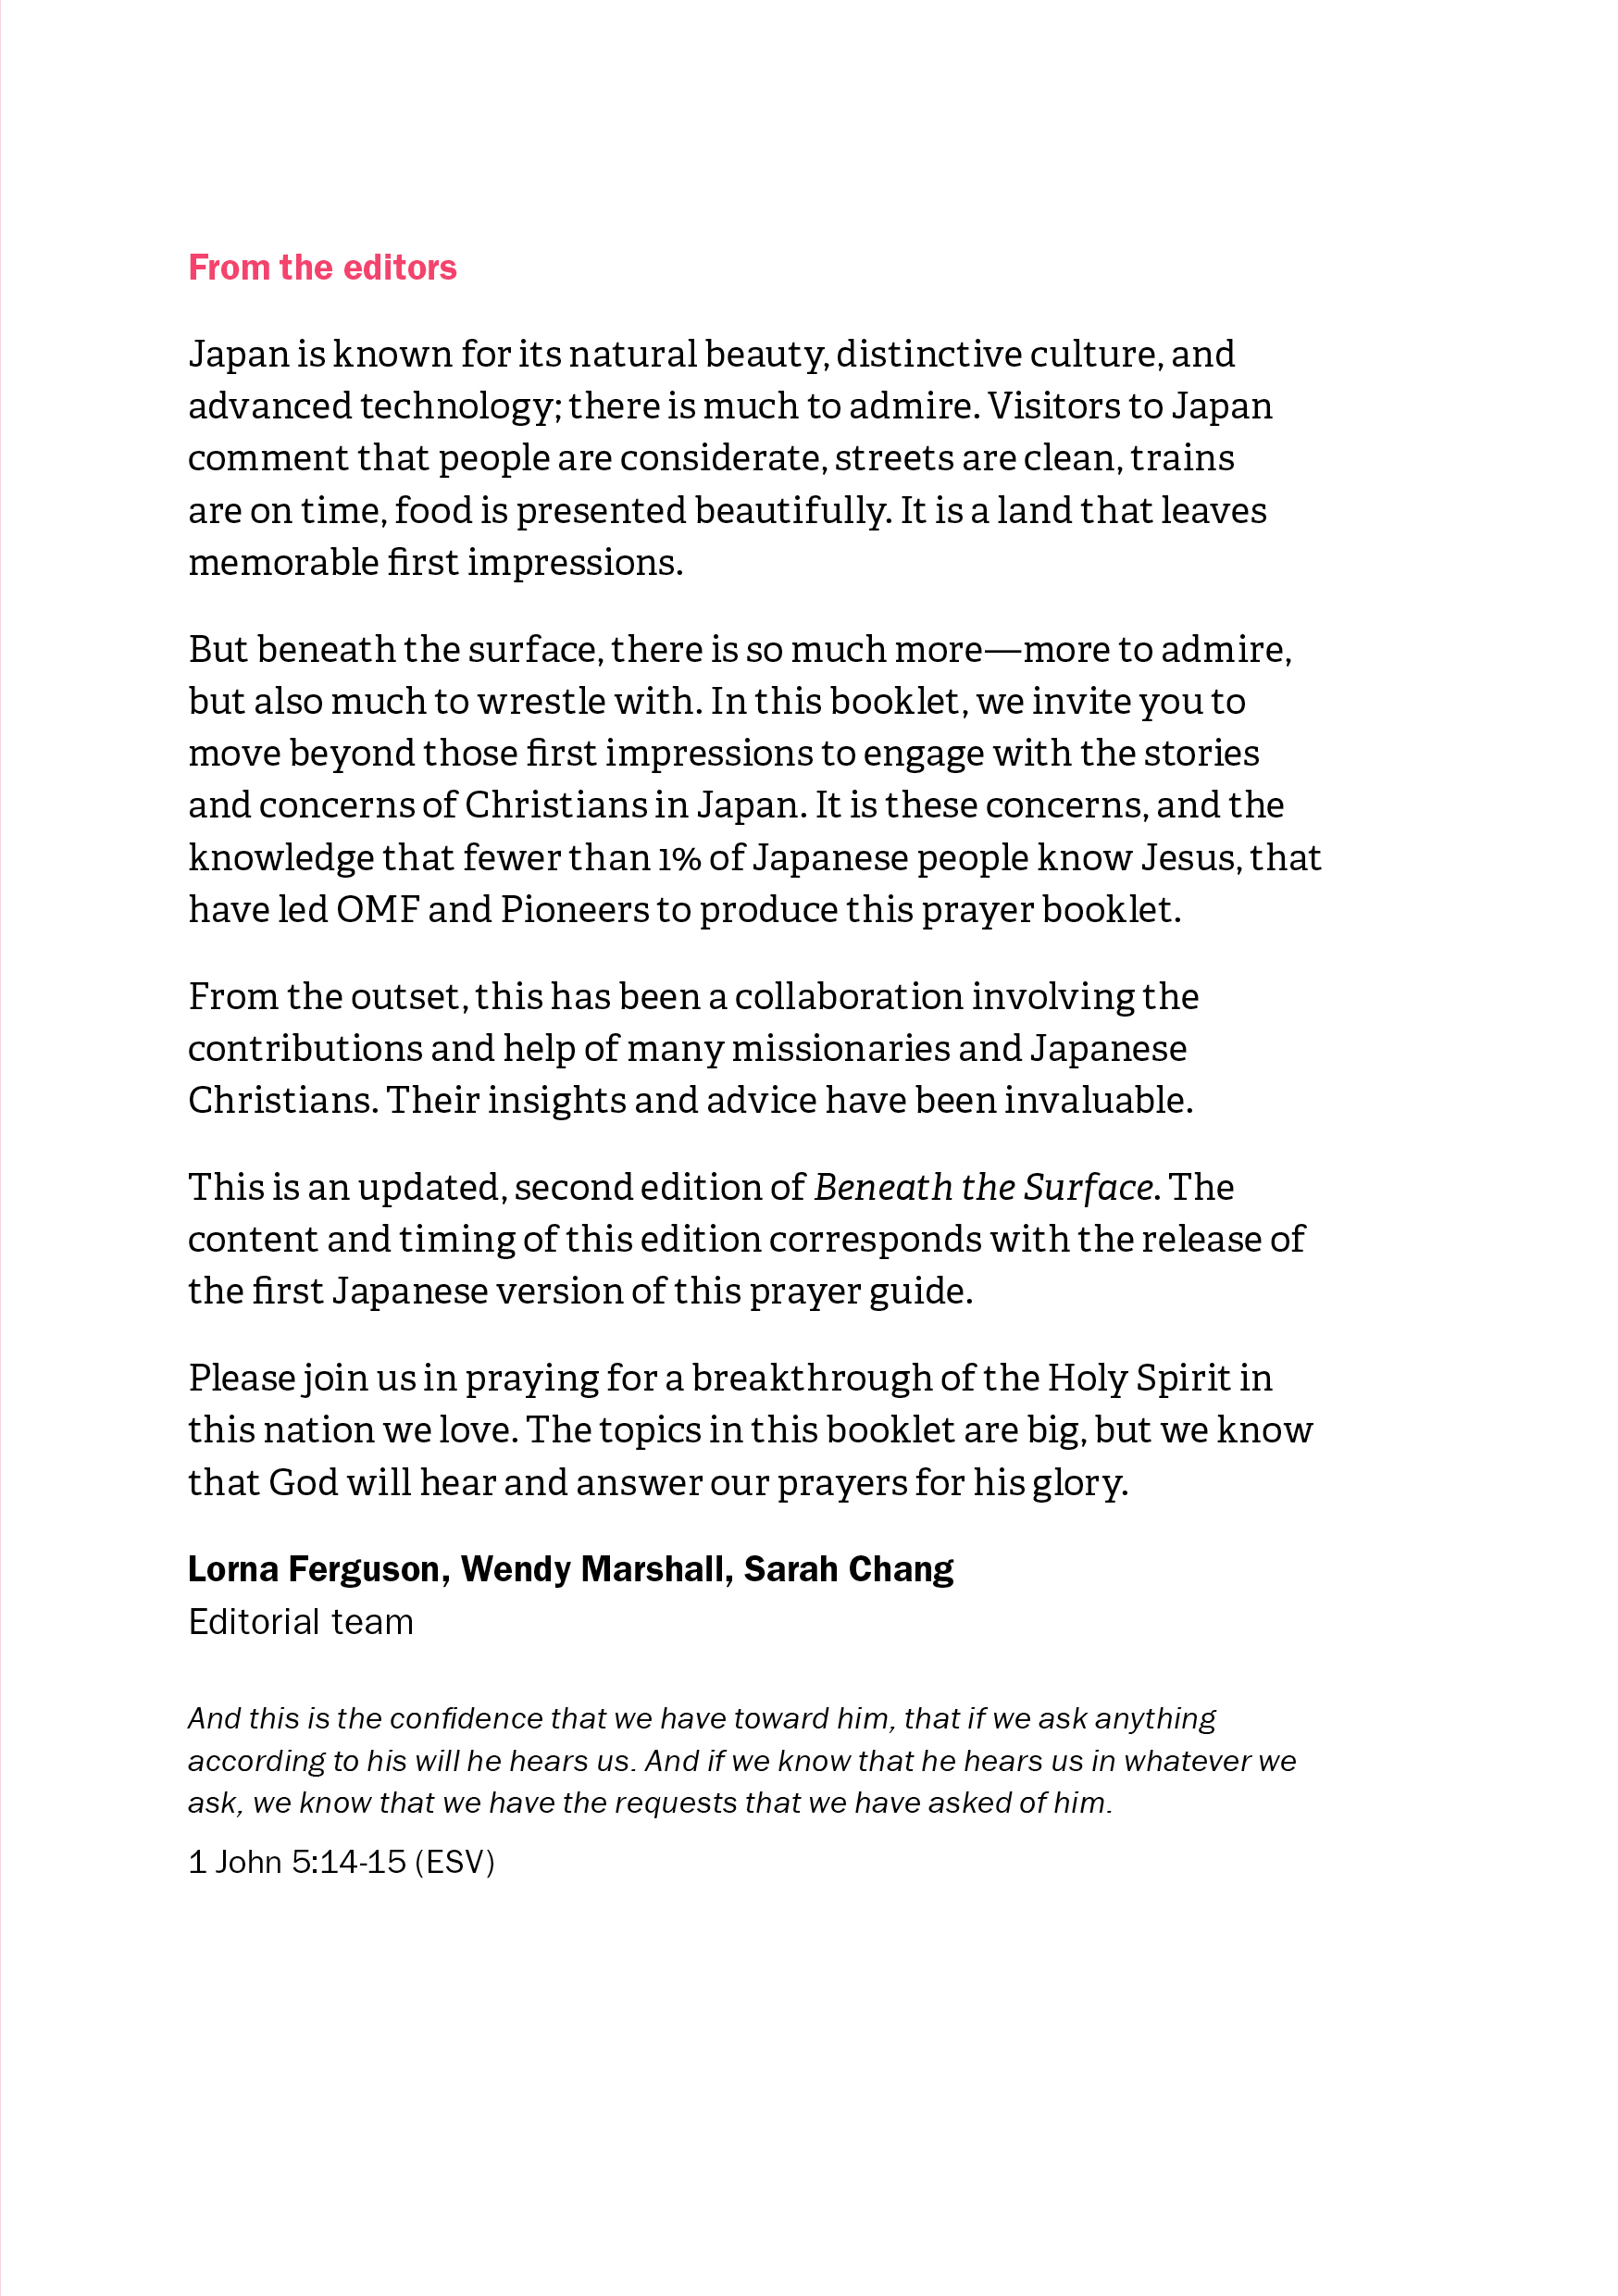 From the editors
Japan is known for its natural beauty, distinctive culture, and
advanced technology; there is much to admire. Visitors to Japan
comment that people are considerate, streets are clean, trains
are on time, food is presented beautifully. It is a land that leaves
memorable first impressions.
But beneath the surface, there is so much more—more to admire,
but also much to wrestle with. In this booklet, we invite you to
move beyond those first impressions to engage with the stories
and concerns of Christians in Japan. It is these concerns, and the
knowledge that fewer than 1% of Japanese people know Jesus, that
have led OMF and Pioneers to produce this prayer booklet.
From the outset, this has been a collaboration involving the
contributions and help of many missionaries and Japanese
Christians. Their insights and advice have been invaluable.
This is an updated, second edition of Beneath the Surface. The
content and timing of this edition corresponds with the release of
the first Japanese version of this prayer guide.
Please join us in praying for a breakthrough of the Holy Spirit in
this nation we love. The topics in this booklet are big, but we know
that God will hear and answer our prayers for his glory.
Lorna Ferguson, Wendy Marshall, Sarah Chang
Editorial team
And this is the confidence that we have toward him, that if we ask anything
according to his will he hears us. And if we know that he hears us in whatever we
ask, we know that we have the requests that we have asked of him.
1 John 5:14-15 (ESV)